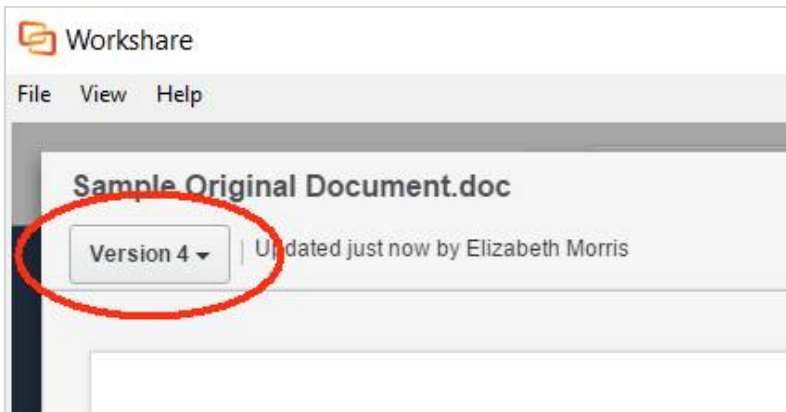 Workshare
File View Help
Sample Original Document.doc
Version 4 | Updated just now by Elizabeth Morris